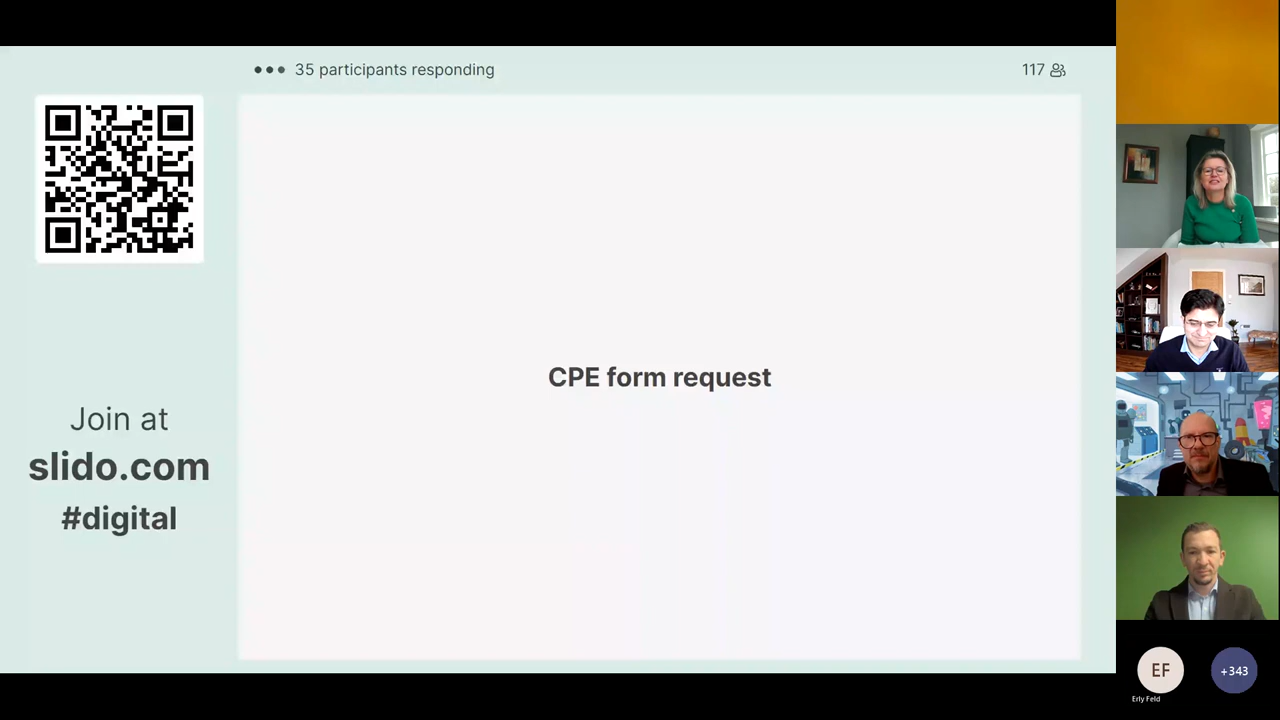 35 participants responding
117
CPE form request
Join at
slido.com
#digital
EF
+343
Erly Feld